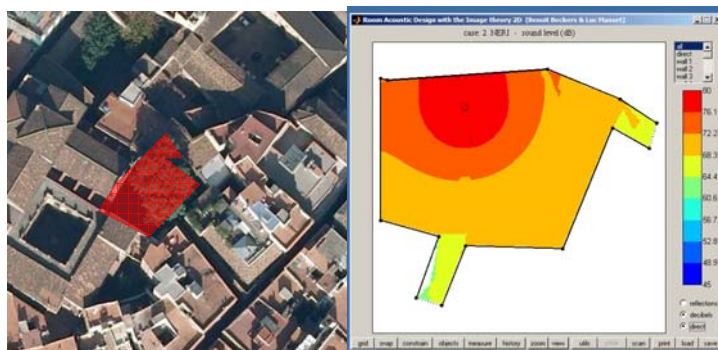 Room Acoustic Design with the Image theory 2D [Benoit Beckers & Luc Masset]
case: 2. MERI - sound level (dB)
all
direct
wall 1
wall 2
wall 3
80
76.1
72.2
68.3
64.4
60.6
56.7
52.8
48.9
45
reflections
decibels
direct
grid snap constrain objects measure history zoom view utils scan print load save